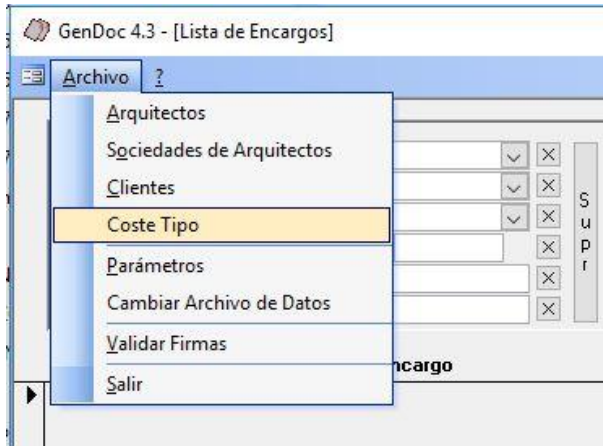 GenDoc 4.3 - [Lista de Encargos]
Archivo ?
Arquitectos
Sociedades de Arquitectos
Clientes
Coste Tipo
Parámetros
Cambiar Archivo de Datos
Validar Firmas
Salir
Supr